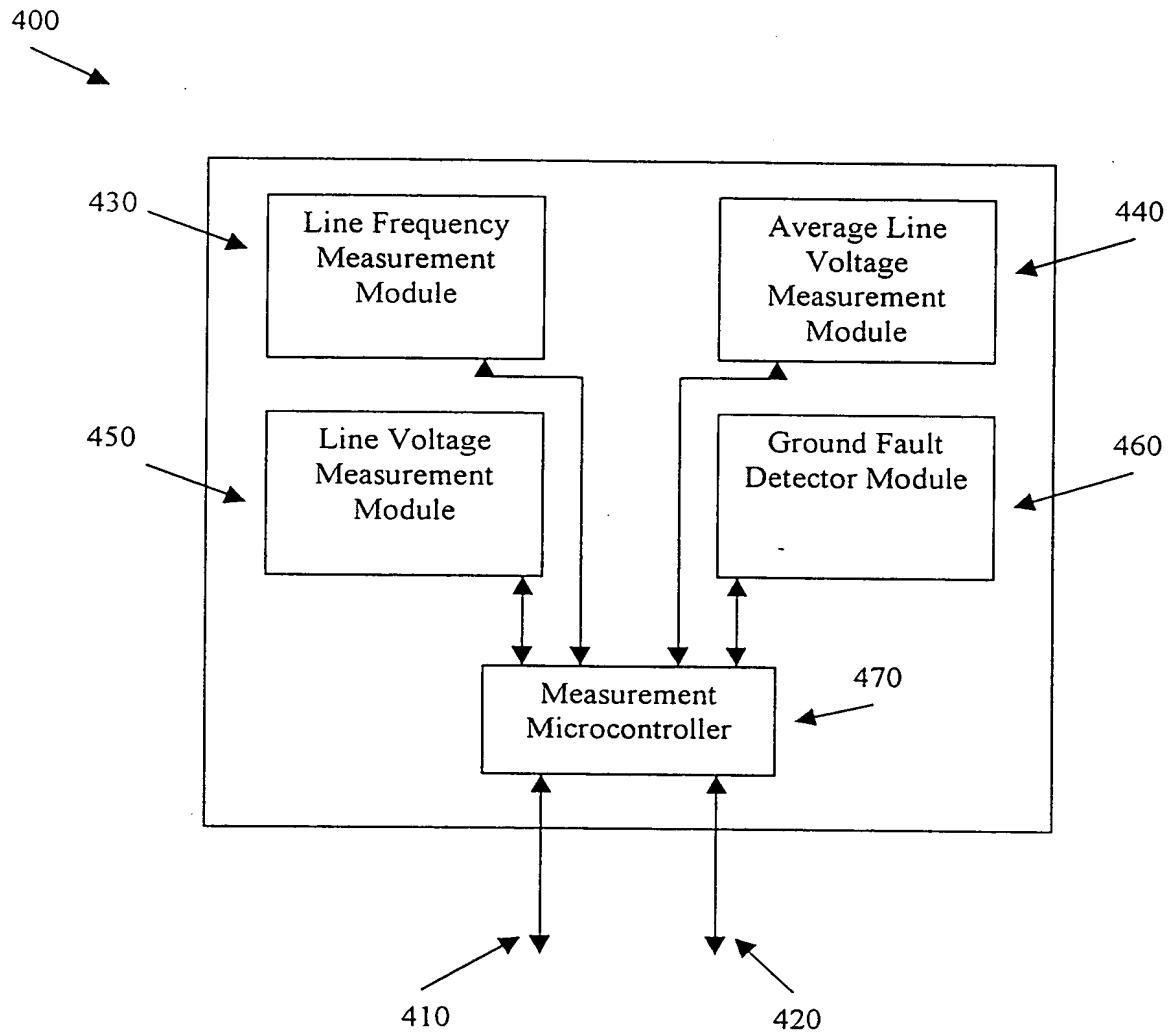 400
430
Line Frequency
Measurement
Module
Average Line
Voltage
Measurement
Module
440
450
Line Voltage
Measurement
Module
Ground Fault
Detector Module
460
Measurement
Microcontroller
470
410
420